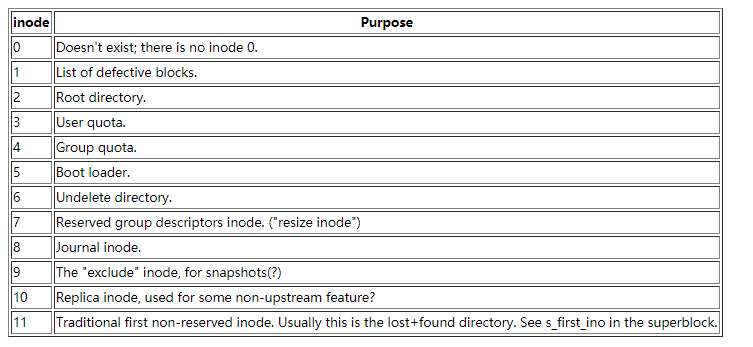 inode Purpose
0 Doesn't exist; there is no inode 0.
1 List of defective blocks.
2 Root directory.
3 User quota.
4 Group quota.
5 Boot loader.
6 Undelete directory.
7 Reserved group descriptors inode. ("resize inode")
8 Journal inode.
9 The "exclude" inode, for snapshots(?)
10 Replica inode, used for some non-upstream feature?
11 Traditional first non-reserved inode. Usually this is the lost+found directory. See s_first_ino in the superblock.